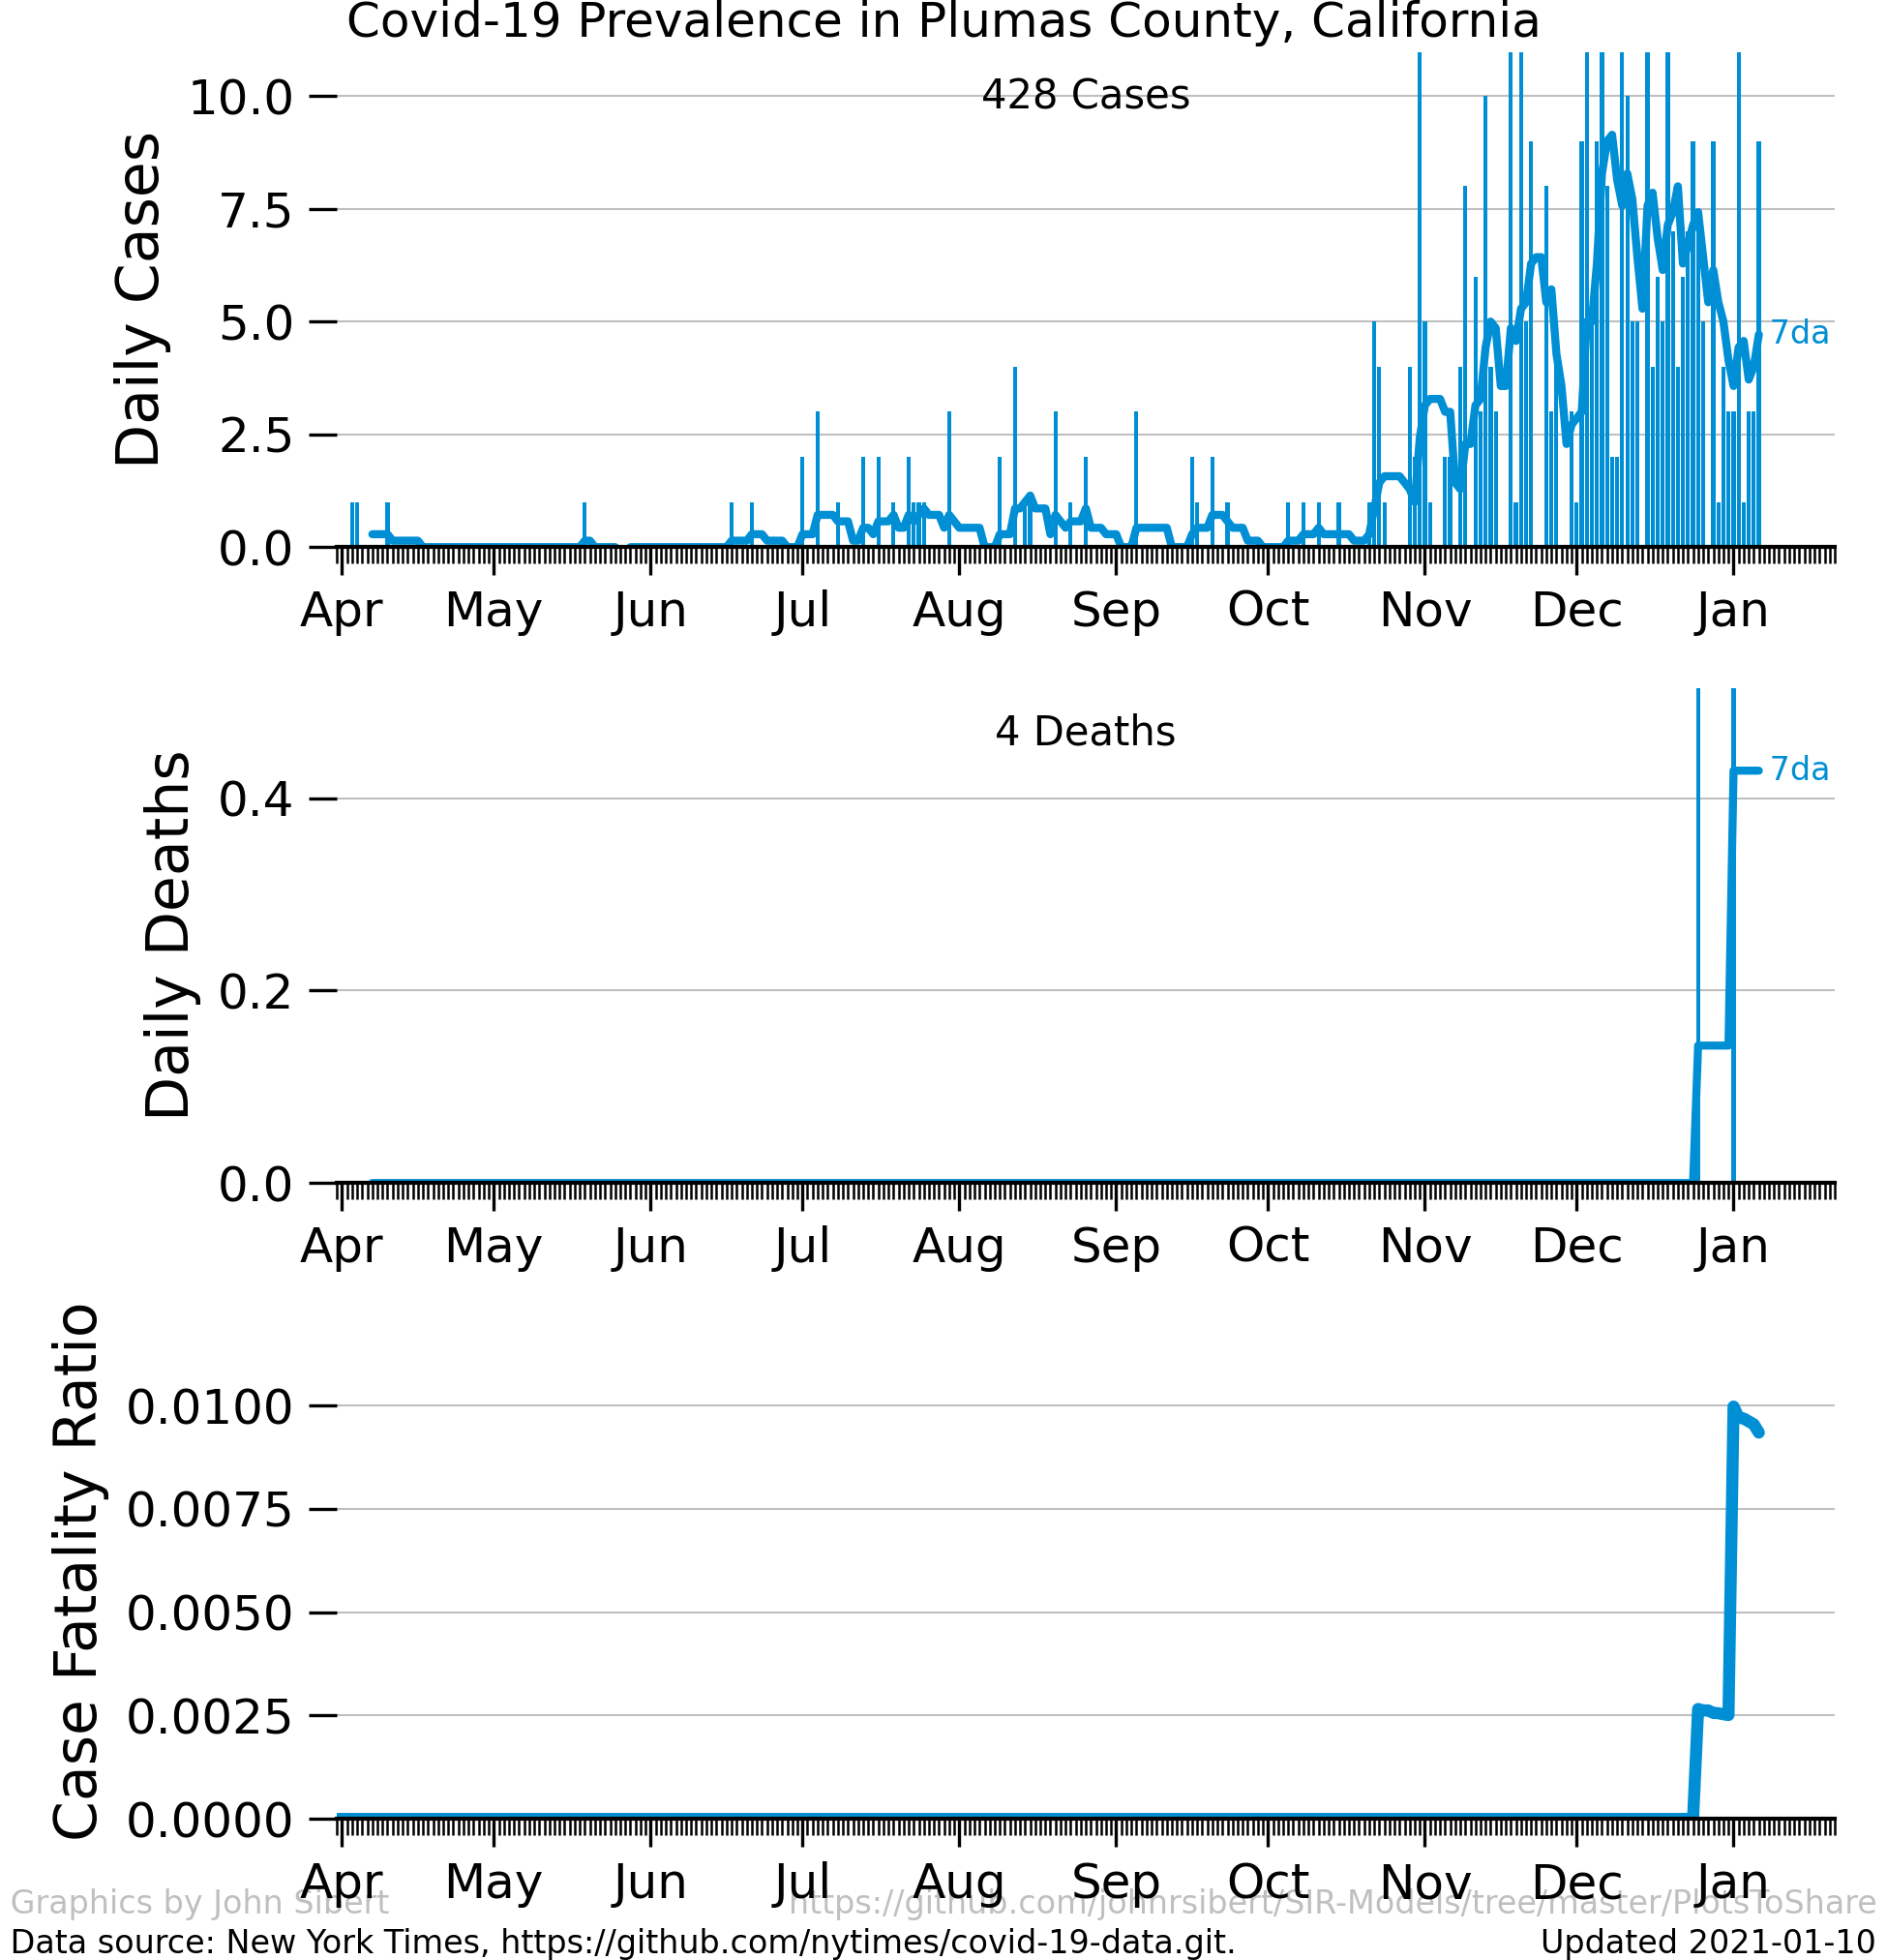 Covid-19 Prevalence in Plumas County, California
428 Cases
Daily Cases
10.0
7.5
5.0
2.5
0.0
7da
Apr May Jun Jul Aug Sep Oct Nov Dec Jan
4 Deaths
Daily Deaths
0.4
0.2
0.0
7da
Apr May Jun Jul Aug Sep Oct Nov Dec Jan
Case Fatality Ratio
0.0100
0.0075
0.0050
0.0025
0.0000
Apr May Jun Jul Aug Sep Oct Nov Dec Jan
Graphics by John Sibert https://github.com/johnrsibert/SIR-Models/tree/master/PlotsToShare
Data source: New York Times, https://github.com/nytimes/covid-19-data.git. Updated 2021-01-10